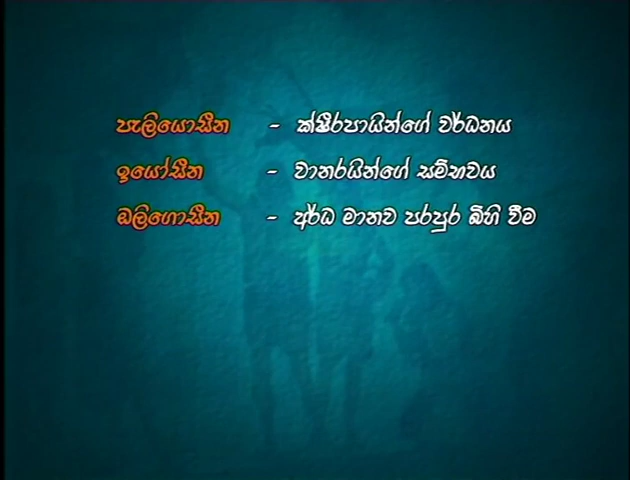 පැලියොසීන - ක්ෂීරපායින්ගේ වර්ධනය
ඉයෝසීන - වානරයින්ගේ සම්භවය
ඔලිගොසීන - අර්ධ මානව පරපුර බිහි වීම